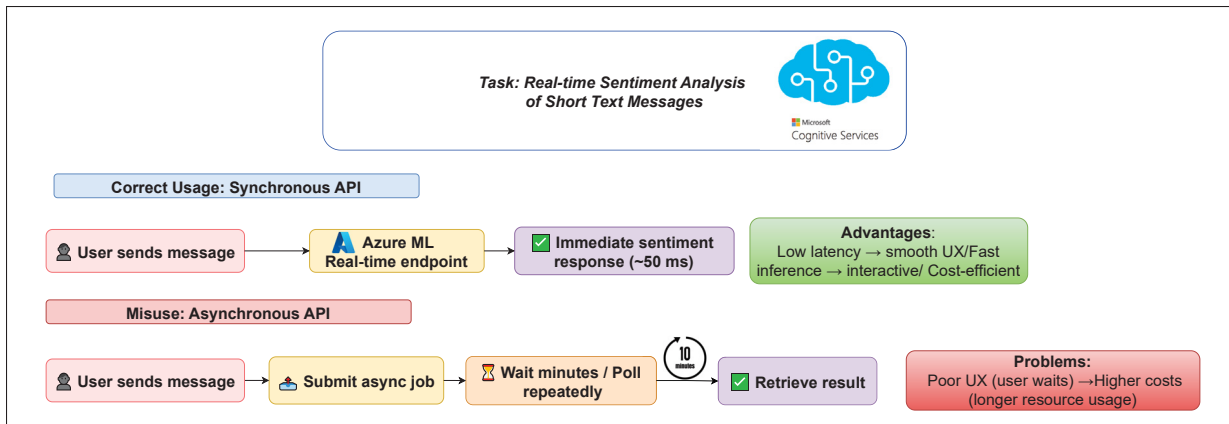 Task: Real-time Sentiment Analysis
of Short Text Messages
Microsoft
Cognitive Services
Correct Usage: Synchronous API
User sends message
Azure ML
Real-time endpoint
Immediate sentiment
response (~50 ms)
Advantages:
Low latency → smooth UX/Fast
inference → interactive/ Cost-efficient
Misuse: Asynchronous API
User sends message
Submit async job
Wait minutes / Poll
repeatedly
10
minutes
Retrieve result
Problems:
Poor UX (user waits) →Higher costs
(longer resource usage)